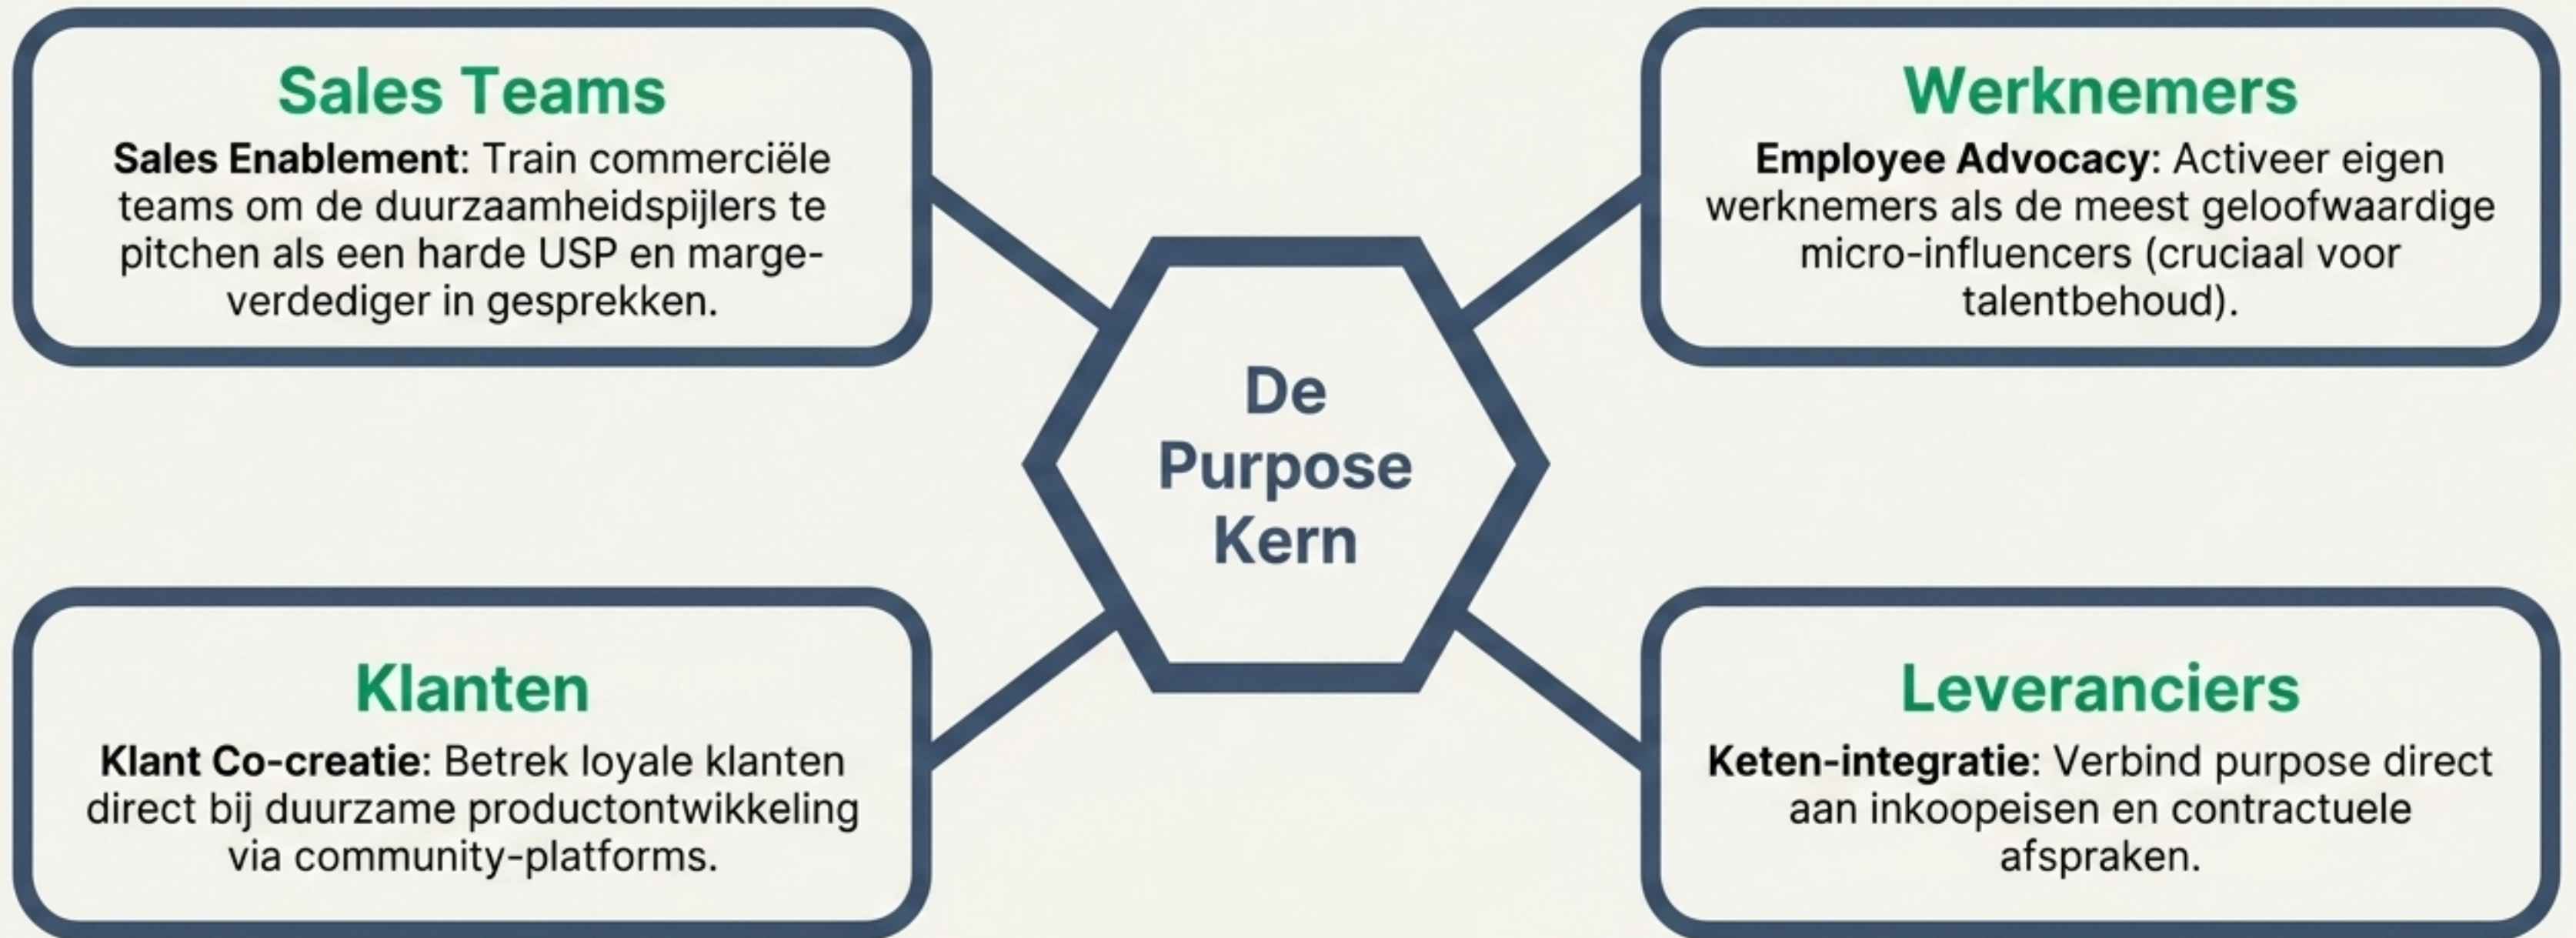 Sales Teams
Sales Enablement: Train commerciële
teams om de duurzaamheidspijlers te
pitchen als een harde USP en marge-
verdediger in gesprekken.
Werknemers
Employee Advocacy: Activeer eigen
werknemers als de meest geloofwaardige
micro-influencers (cruciaal voor
talentbehoud).
De
Purpose
Kern
Klanten
Klant Co-creatie: Betrek loyale klanten
direct bij duurzame productontwikkeling
via community-platforms.
Leveranciers
Keten-integratie: Verbind purpose direct
aan inkoopeisen en contractuele
afspraken.